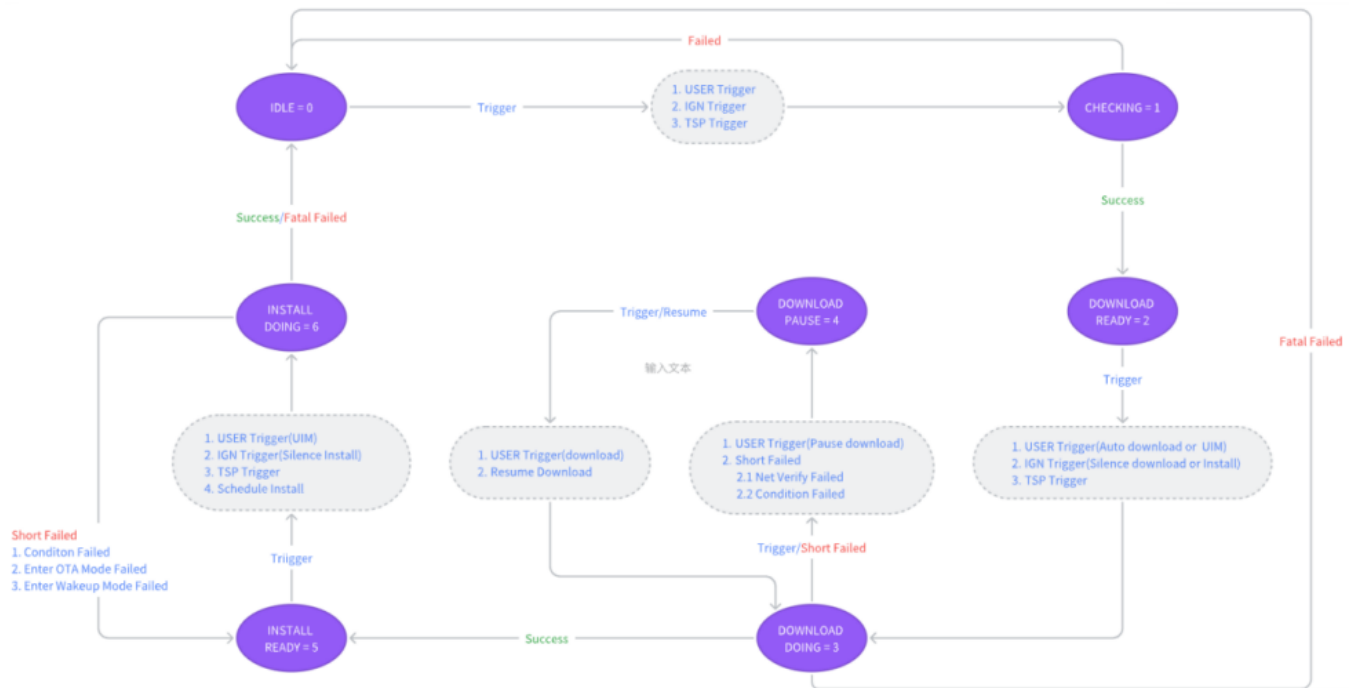 Failed
IDLE = 0
Trigger
1. USER Trigger
2. IGN Trigger
3. TSP Trigger
CHECKING = 1
Success/Fatal Failed
Success
INSTALL
DOING = 6
Trigger/Resume
DOWNLOAD
PAUSE = 4
DOWNLOAD
READY = 2
Fatal Failed
输入文本
Trigger
1. USER Trigger(UIM)
2. IGN Trigger(Silence Install)
3. TSP Trigger
4. Schedule Install
1. USER Trigger(download)
2. Resume Download
1. USER Trigger(Pause download)
2. Short Failed
2.1 Net Verify Failed
2.2 Condition Failed
1. USER Trigger(Auto download or UIM)
2. IGN Trigger(Silence download or Install)
3. TSP Trigger
Short Failed
1. Conditon Failed
2. Enter OTA Mode Failed
3. Enter Wakeup Mode Failed
Triigger
Trigger/Short Failed
INSTALL
READY = 5
Success
DOWNLOAD
DOING = 3